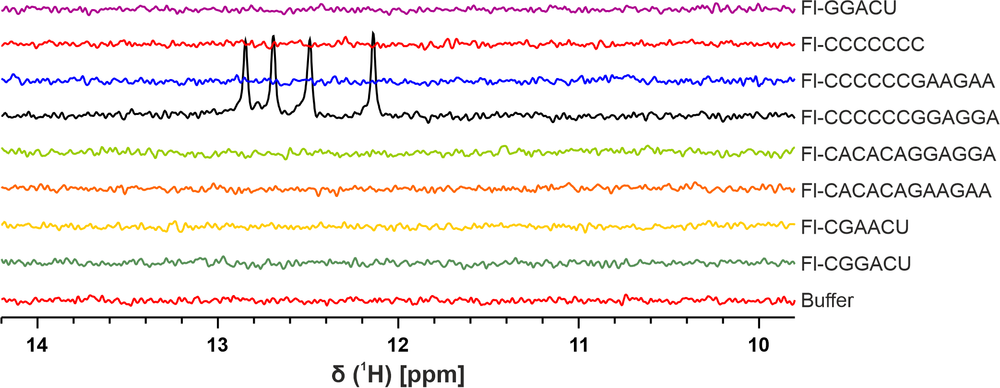 Fl-GGACU
Fl-CCCCCCC
Fl-CCCCCCGAAGAA
Fl-CCCCCCGGAGGA
Fl-CACACAGGAGGA
Fl-CACACAGAAGAA
Fl-CGAACU
Fl-CGGACU
Buffer
14 13 12 11 10
δ (¹H) [ppm]